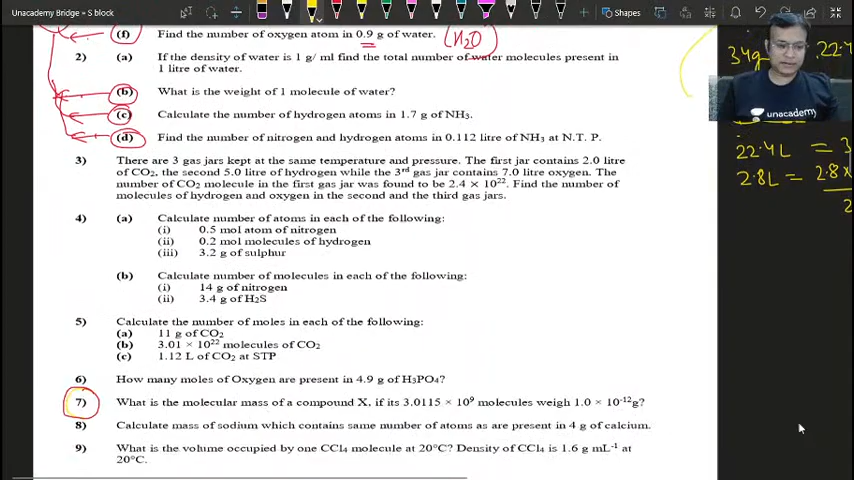 Unacademy Bridge – S block
Shapes
(f) Find the number of oxygen atom in 0.9 g of water. (H2O)
2) (a) If the density of water is 1 g/ ml find the total number of water molecules present in
1 litre of water.
(b) What is the weight of 1 molecule of water?
(c) Calculate the number of hydrogen atoms in 1.7 g of NH3.
(d) Find the number of nitrogen and hydrogen atoms in 0.112 litre of NH3 at N.T. P.
3) There are 3 gas jars kept at the same temperature and pressure. The first jar contains 2.0 litre
of CO2, the second 5.0 litre of hydrogen while the 3rd gas jar contains 7.0 litre oxygen. The
number of CO2 molecule in the first gas jar was found to be 2.4 × 10²². Find the number of
molecules of hydrogen and oxygen in the second and the third gas jars.
4) (a) Calculate number of atoms in each of the following:
(i) 0.5 mol atom of nitrogen
(ii) 0.2 mol molecules of hydrogen
(iii) 3.2 g of sulphur
(b) Calculate number of molecules in each of the following:
(i) 14 g of nitrogen
(ii) 3.4 g of H2S
5) Calculate the number of moles in each of the following:
(a) 11 g of CO2
(b) 3.01 × 10²² molecules of CO2
(c) 1.12 L of CO2 at STP
6) How many moles of Oxygen are present in 4.9 g of H3PO4?
7) What is the molecular mass of a compound X, if its 3.0115 × 10⁹ molecules weigh 1.0 × 10⁻¹²g?
8) Calculate mass of sodium which contains same number of atoms as are present in 4 g of calcium.
9) What is the volume occupied by one CCl4 molecule at 20°C? Density of CCl4 is 1.6 g mL⁻¹ at
20°C.
34g 22.4
unacademy
22.4L = 3
2.8L = 2.8×
2